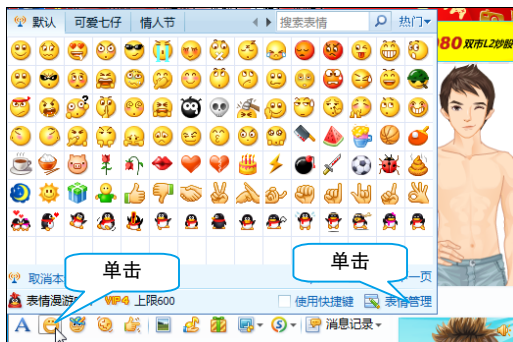 默认 可爱七仔 情人节 搜索表情 热门
080 双市L2炒股
取消本
单击
单击
一页
表情漫游 VIP4 上限600 使用快捷键 表情管理
A 消息记录